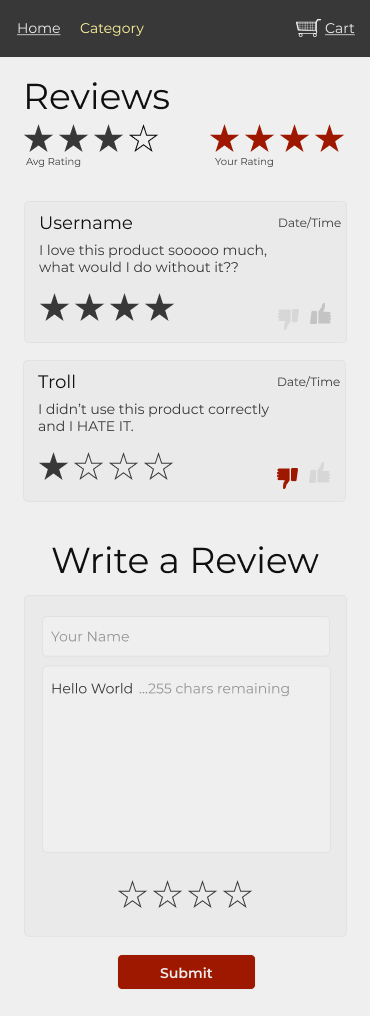 Home Category Cart
Reviews
Avg Rating Your Rating
Username Date/Time
I love this product sooooo much,
what would I do without it??
Troll Date/Time
I didn’t use this product correctly
and I HATE IT.
Write a Review
Your Name
Hello World ...255 chars remaining
Submit